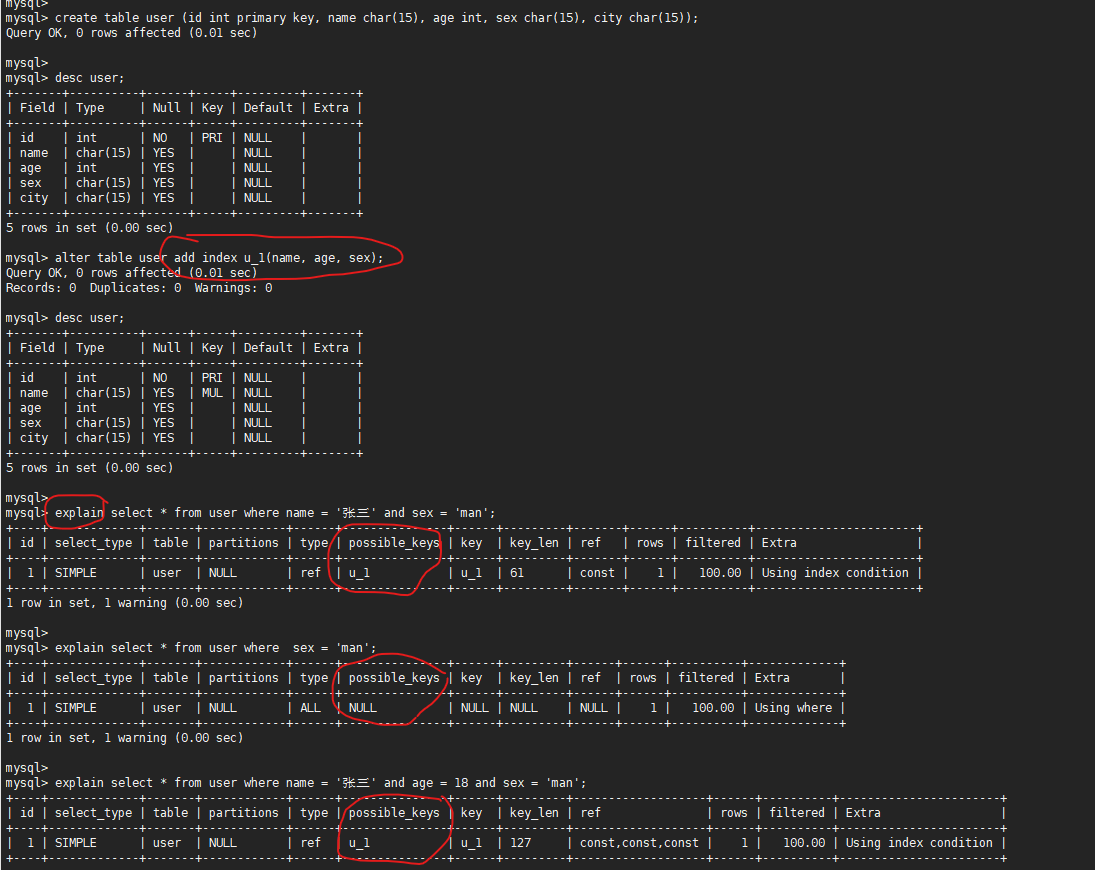 mysql>
mysql> create table user (id int primary key, name char(15), age int, sex char(15), city char(15));
Query OK, 0 rows affected (0.01 sec)
mysql>
mysql> desc user;
+-------+----------+------+-----+---------+-------+
| Field | Type     | Null | Key | Default | Extra |
+-------+----------+------+-----+---------+-------+
| id    | int      | NO   | PRI | NULL    |       |
| name  | char(15) | YES  |     | NULL    |       |
| age   | int      | YES  |     | NULL    |       |
| sex   | char(15) | YES  |     | NULL    |       |
| city  | char(15) | YES  |     | NULL    |       |
+-------+----------+------+-----+---------+-------+
5 rows in set (0.00 sec)
mysql> alter table user add index u_1(name, age, sex);
Query OK, 0 rows affected (0.01 sec)
Records: 0  Duplicates: 0  Warnings: 0
mysql> desc user;
+-------+----------+------+-----+---------+-------+
| Field | Type     | Null | Key | Default | Extra |
+-------+----------+------+-----+---------+-------+
| id    | int      | NO   | PRI | NULL    |       |
| name  | char(15) | YES  | MUL | NULL    |       |
| age   | int      | YES  |     | NULL    |       |
| sex   | char(15) | YES  |     | NULL    |       |
| city  | char(15) | YES  |     | NULL    |       |
+-------+----------+------+-----+---------+-------+
5 rows in set (0.00 sec)
mysql>
mysql> explain select * from user where name = '张三' and sex = 'man';
+----+-------------+-------+------------+------+---------------+------+---------+-------+------+----------+-----------------------+
| id | select_type | table | partitions | type | possible_keys | key  | key_len | ref   | rows | filtered | Extra                 |
+----+-------------+-------+------------+------+---------------+------+---------+-------+------+----------+-----------------------+
|  1 | SIMPLE      | user  | NULL       | ref  | u_1           | u_1  | 61      | const |    1 |   100.00 | Using index condition |
+----+-------------+-------+------------+------+---------------+------+---------+-------+------+----------+-----------------------+
1 row in set, 1 warning (0.00 sec)
mysql>
mysql> explain select * from user where  sex = 'man';
+----+-------------+-------+------------+------+---------------+------+---------+------+------+----------+-------------+
| id | select_type | table | partitions | type | possible_keys | key  | key_len | ref  | rows | filtered | Extra       |
+----+-------------+-------+------------+------+---------------+------+---------+------+------+----------+-------------+
|  1 | SIMPLE      | user  | NULL       | ALL  | NULL          | NULL | NULL    | NULL |    1 |   100.00 | Using where |
+----+-------------+-------+------------+------+---------------+------+---------+------+------+----------+-------------+
1 row in set, 1 warning (0.00 sec)
mysql>
mysql> explain select * from user where name = '张三' and age = 18 and sex = 'man';
+----+-------------+-------+------------+------+---------------+------+---------+-------------------+------+----------+-----------------------+
| id | select_type | table | partitions | type | possible_keys | key  | key_len | ref               | rows | filtered | Extra                 |
+----+-------------+-------+------------+------+---------------+------+---------+-------------------+------+----------+-----------------------+
|  1 | SIMPLE      | user  | NULL       | ref  | u_1           | u_1  | 127     | const,const,const |    1 |   100.00 | Using index condition |
+----+-------------+-------+------------+------+---------------+------+---------+-------------------+------+----------+-----------------------+